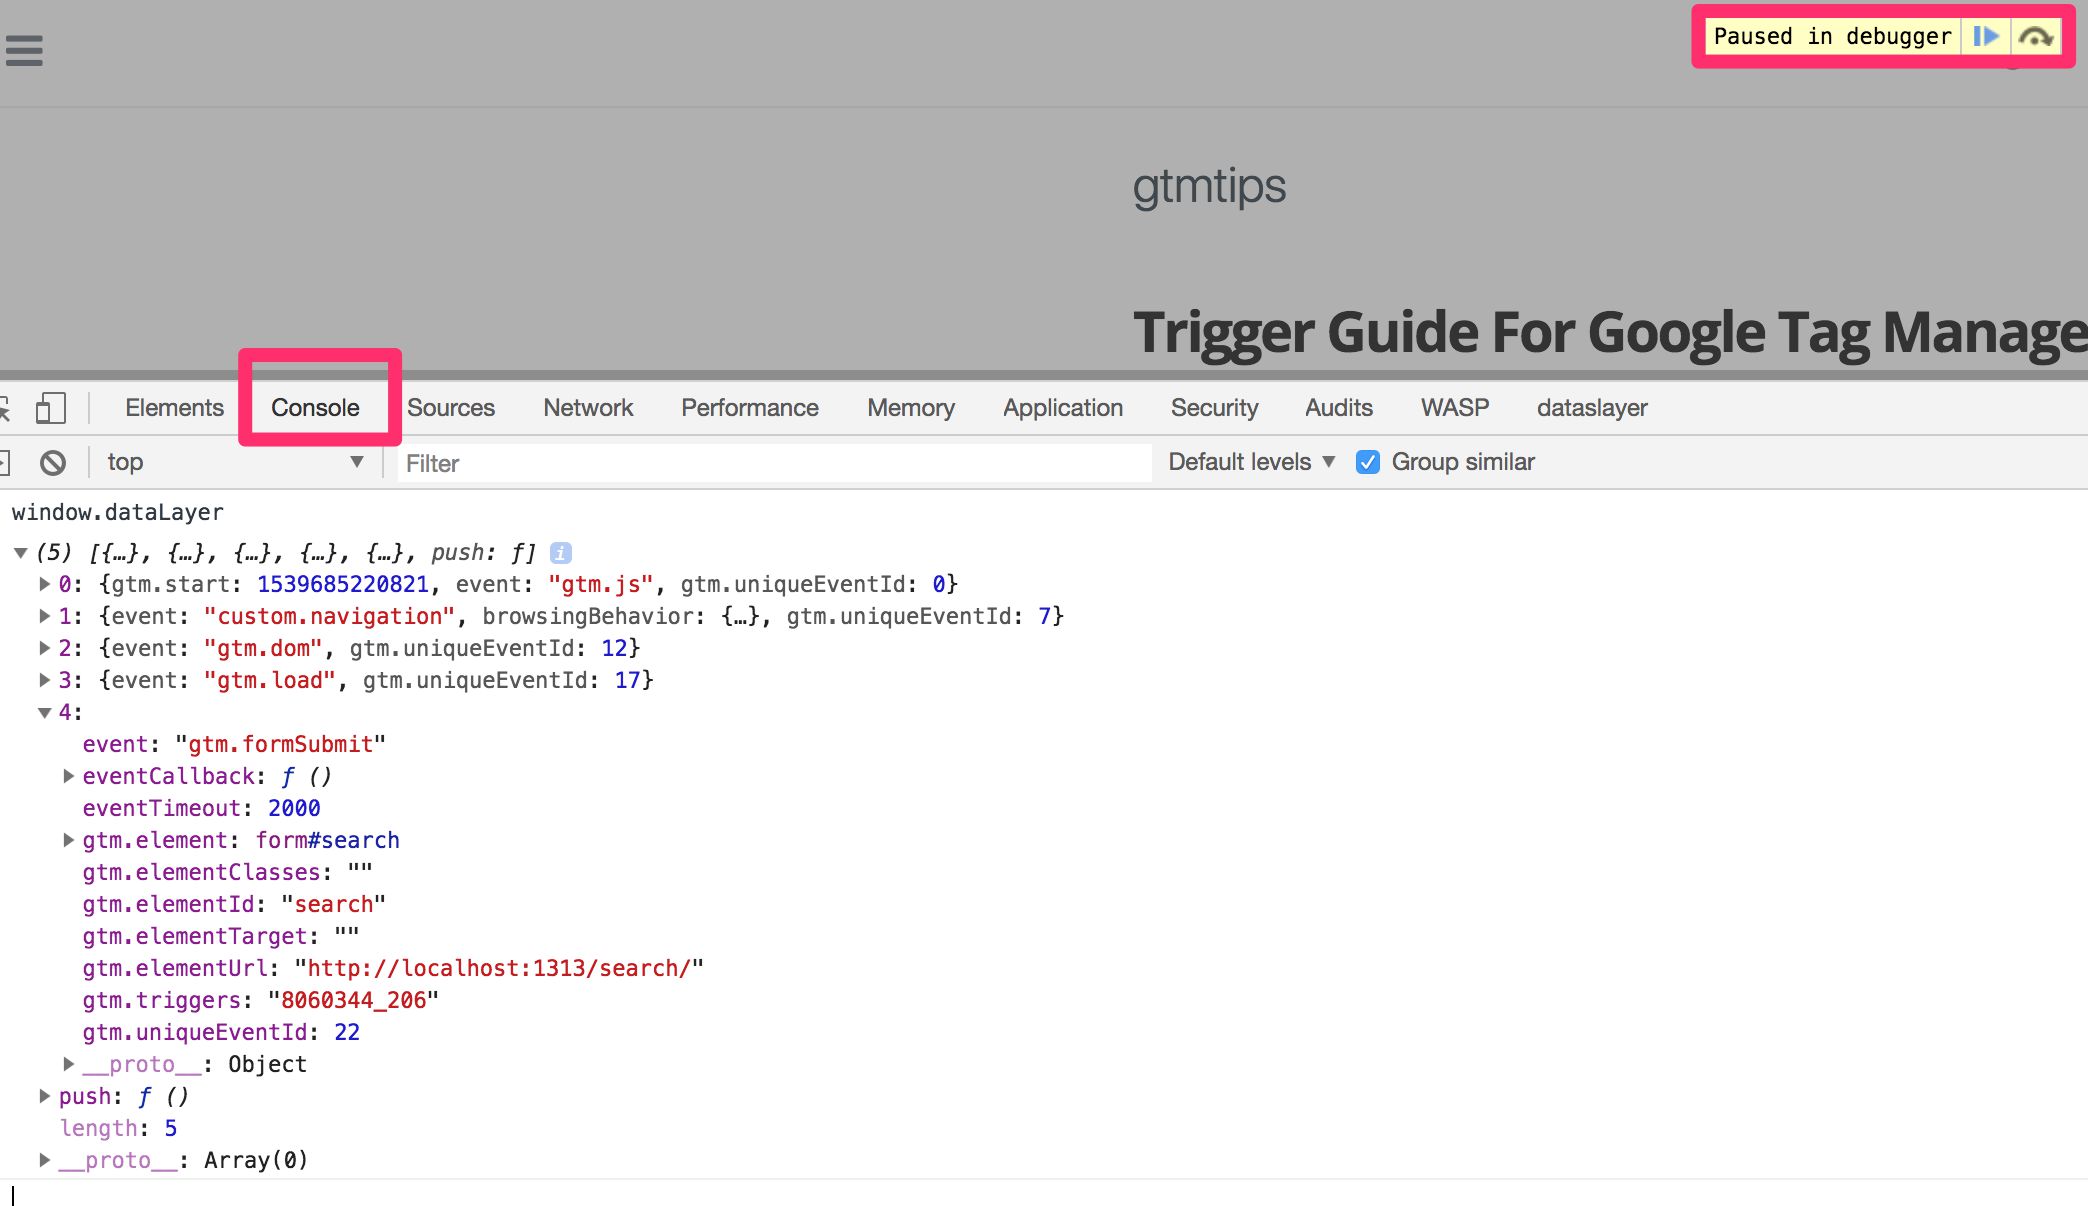 Paused in debugger
gtmtips
Trigger Guide For Google Tag Manage
Elements Console Sources Network Performance Memory Application Security Audits WASP dataslayer
top Filter Default levels Group similar
window.dataLayer
(5) [{…}, {…}, {…}, {…}, {…}, push: ƒ] i
0: {gtm.start: 1539685220821, event: "gtm.js", gtm.uniqueEventId: 0}
1: {event: "custom.navigation", browsingBehavior: {…}, gtm.uniqueEventId: 7}
2: {event: "gtm.dom", gtm.uniqueEventId: 12}
3: {event: "gtm.load", gtm.uniqueEventId: 17}
4:
event: "gtm.formSubmit"
eventCallback: ƒ ()
eventTimeout: 2000
gtm.element: form#search
gtm.elementClasses: ""
gtm.elementId: "search"
gtm.elementTarget: ""
gtm.elementUrl: "http://localhost:1313/search/"
gtm.triggers: "8060344_206"
gtm.uniqueEventId: 22
__proto__: Object
push: ƒ ()
length: 5
__proto__: Array(0)